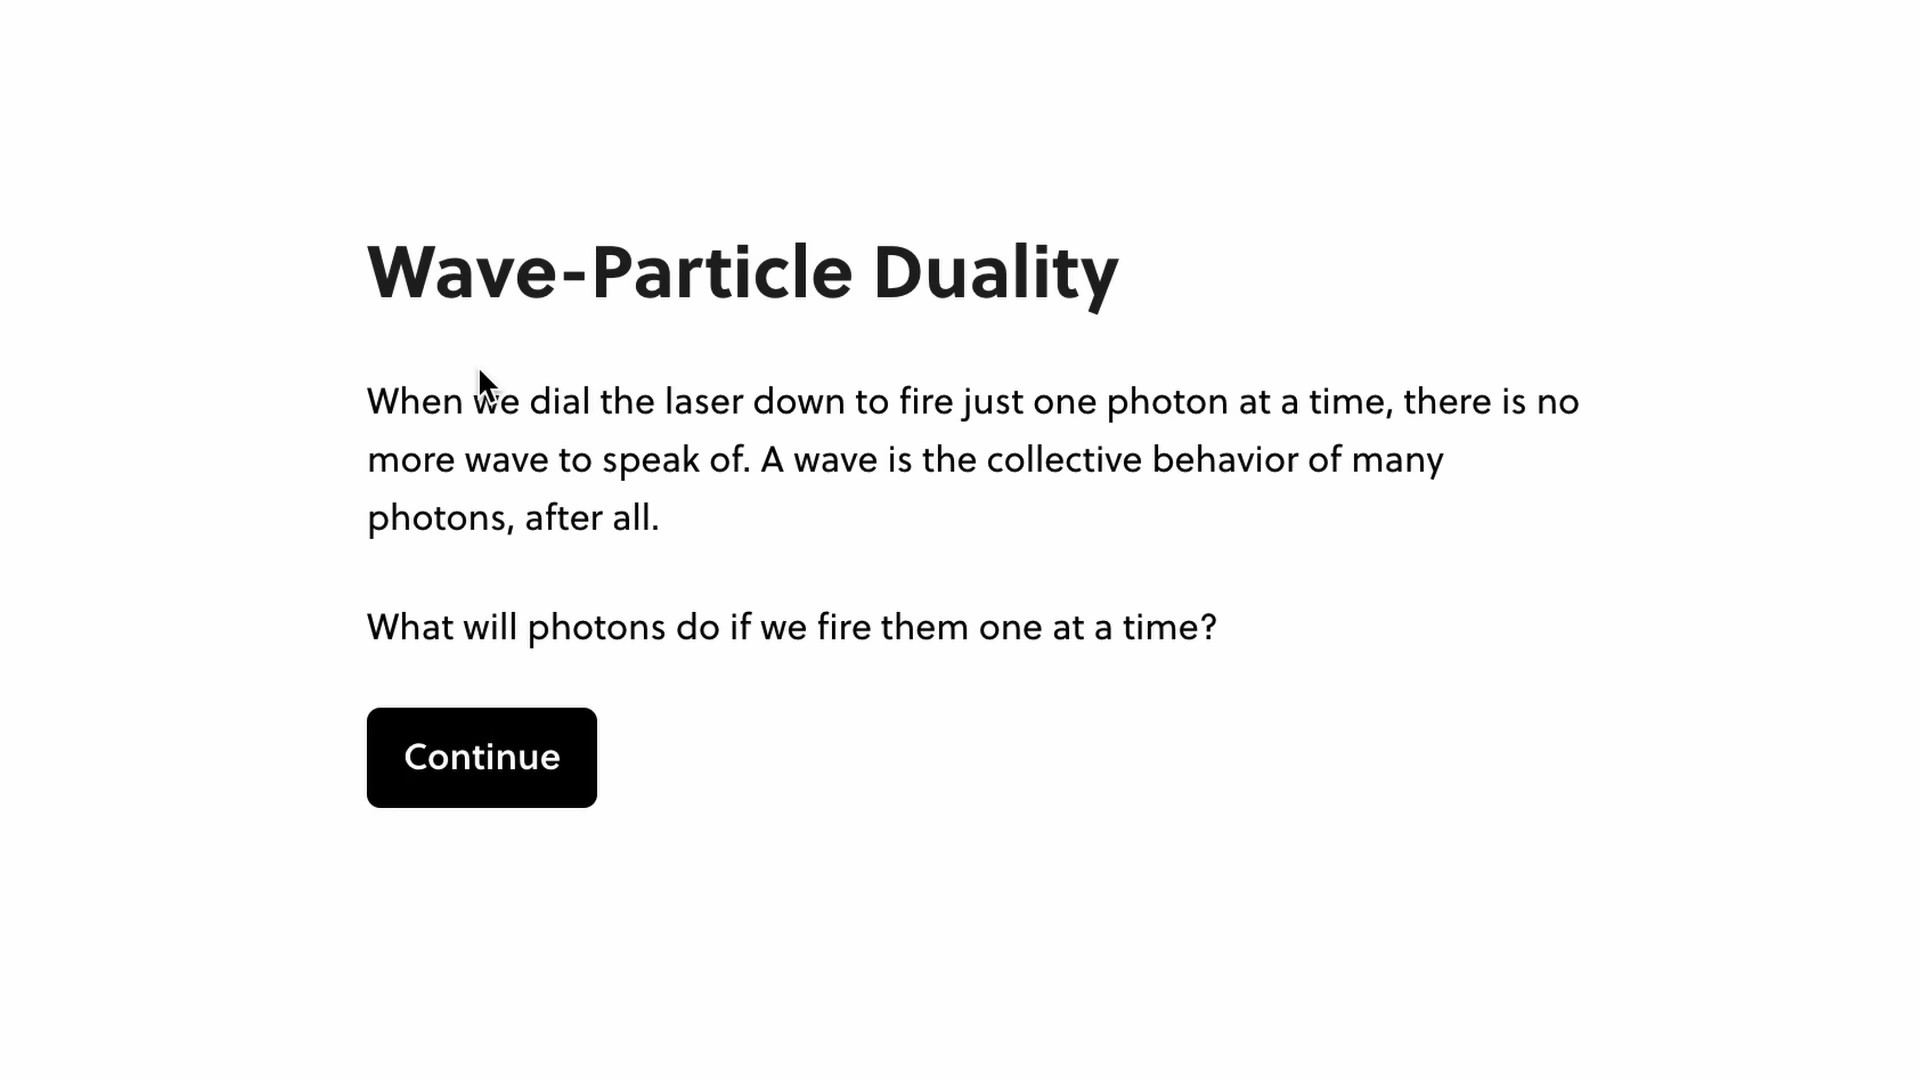 Wave-Particle Duality
When we dial the laser down to fire just one photon at a time, there is no
more wave to speak of. A wave is the collective behavior of many
photons, after all.
What will photons do if we fire them one at a time?
Continue